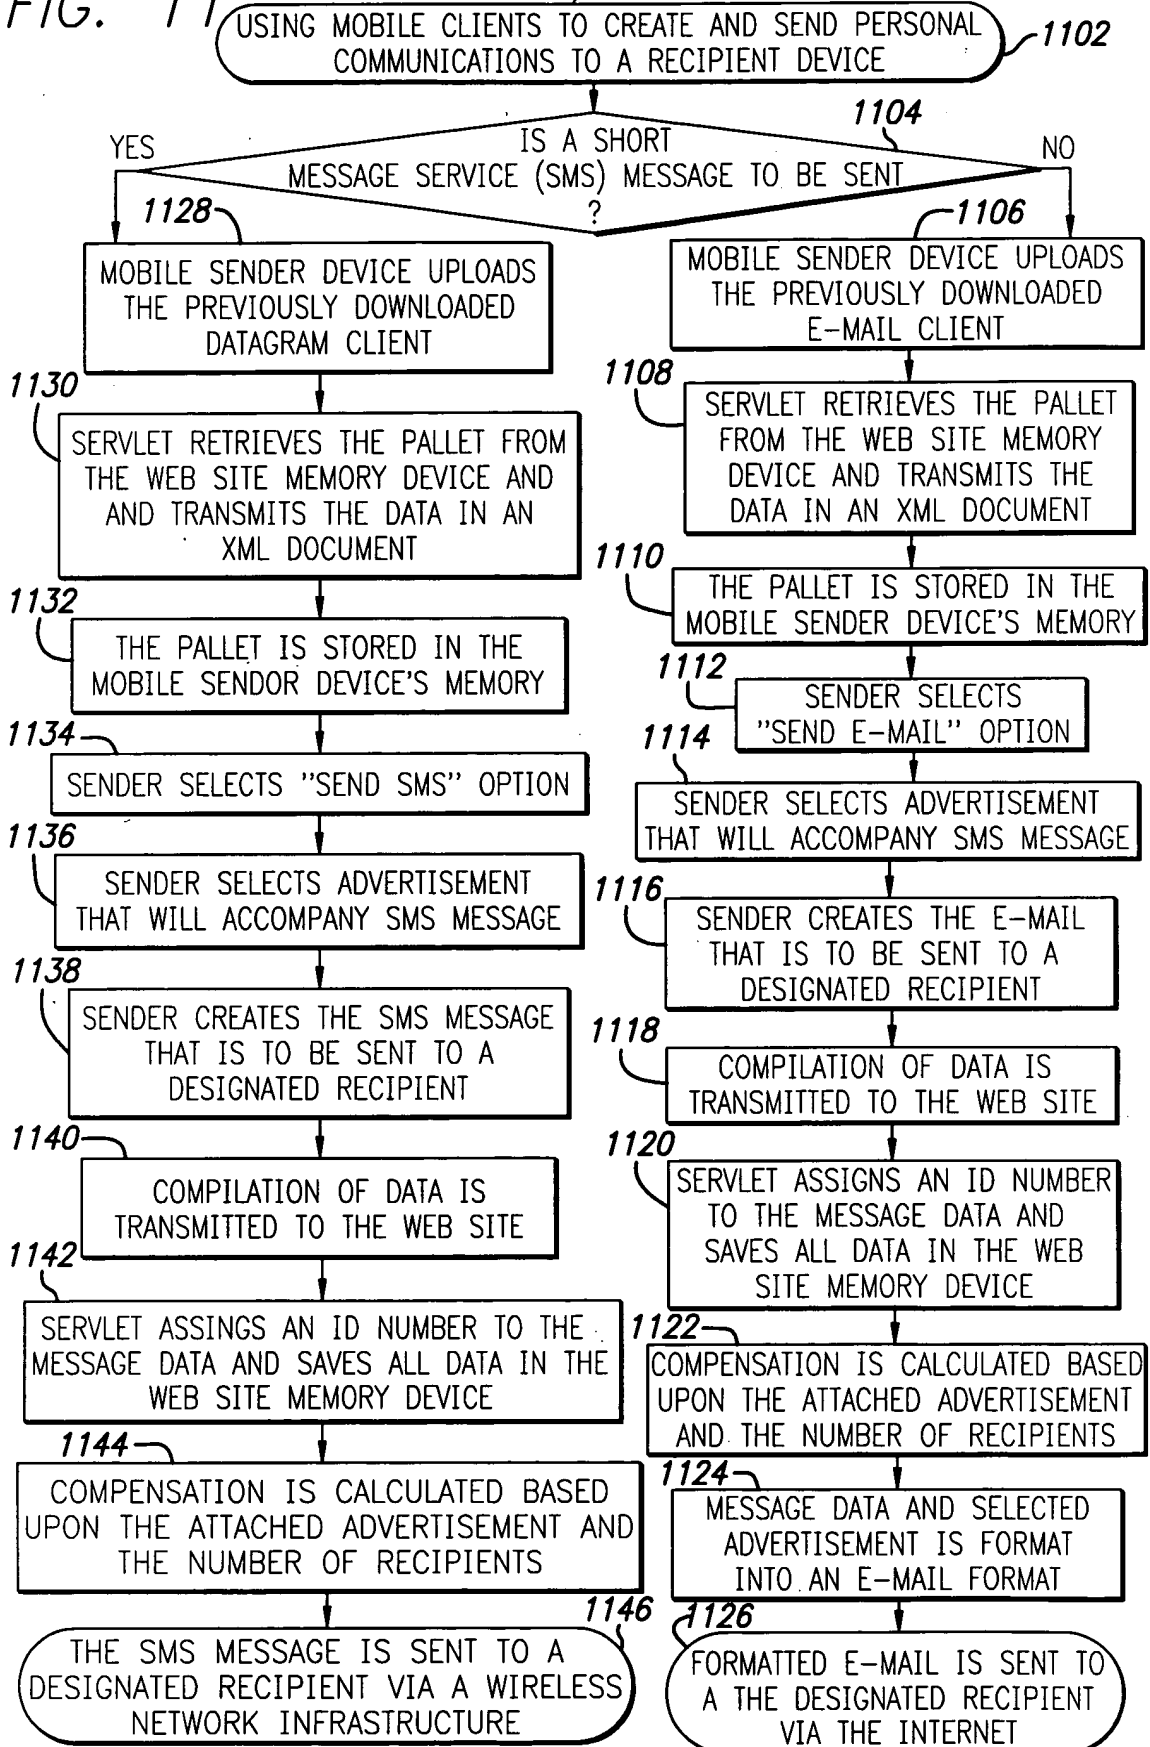 FIG. 11
USING MOBILE CLIENTS TO CREATE AND SEND PERSONAL
COMMUNICATIONS TO A RECIPIENT DEVICE
1102
1104
IS A SHORT
MESSAGE SERVICE (SMS) MESSAGE TO BE SENT
?
YES
NO
1128
MOBILE SENDER DEVICE UPLOADS
THE PREVIOUSLY DOWNLOADED
DATAGRAM CLIENT
1130
SERVLET RETRIEVES THE PALLET FROM
THE WEB SITE MEMORY DEVICE AND
AND TRANSMITS THE DATA IN AN
XML DOCUMENT
1132
THE PALLET IS STORED IN THE
MOBILE SENDOR DEVICE'S MEMORY
1134
SENDER SELECTS "SEND SMS" OPTION
1136
SENDER SELECTS ADVERTISEMENT
THAT WILL ACCOMPANY SMS MESSAGE
1138
SENDER CREATES THE SMS MESSAGE
THAT IS TO BE SENT TO A
DESIGNATED RECIPIENT
1140
COMPILATION OF DATA IS
TRANSMITTED TO THE WEB SITE
1142
SERVLET ASSINGS AN ID NUMBER TO THE
MESSAGE DATA AND SAVES ALL DATA IN THE
WEB SITE MEMORY DEVICE
1144
COMPENSATION IS CALCULATED BASED
UPON THE ATTACHED ADVERTISEMENT AND
THE NUMBER OF RECIPIENTS
1146
THE SMS MESSAGE IS SENT TO A
DESIGNATED RECIPIENT VIA A WIRELESS
NETWORK INFRASTRUCTURE
1106
MOBILE SENDER DEVICE UPLOADS
THE PREVIOUSLY DOWNLOADED
E-MAIL CLIENT
1108
SERVLET RETRIEVES THE PALLET
FROM THE WEB SITE MEMORY
DEVICE AND TRANSMITS THE
DATA IN AN XML DOCUMENT
1110
THE PALLET IS STORED IN THE
MOBILE SENDER DEVICE'S MEMORY
1112
SENDER SELECTS
"SEND E-MAIL" OPTION
1114
SENDER SELECTS ADVERTISEMENT
THAT WILL ACCOMPANY SMS MESSAGE
1116
SENDER CREATES THE E-MAIL
THAT IS TO BE SENT TO A
DESIGNATED RECIPIENT
1118
COMPILATION OF DATA IS
TRANSMITTED TO THE WEB SITE
1120
SERVLET ASSIGNS AN ID NUMBER
TO THE MESSAGE DATA AND
SAVES ALL DATA IN THE WEB
SITE MEMORY DEVICE
1122
COMPENSATION IS CALCULATED BASED
UPON THE ATTACHED ADVERTISEMENT
AND THE NUMBER OF RECIPIENTS
1124
MESSAGE DATA AND SELECTED
ADVERTISEMENT IS FORMAT
INTO AN E-MAIL FORMAT
1126
FORMATTED E-MAIL IS SENT TO
A THE DESIGNATED RECIPIENT
VIA THE INTERNET